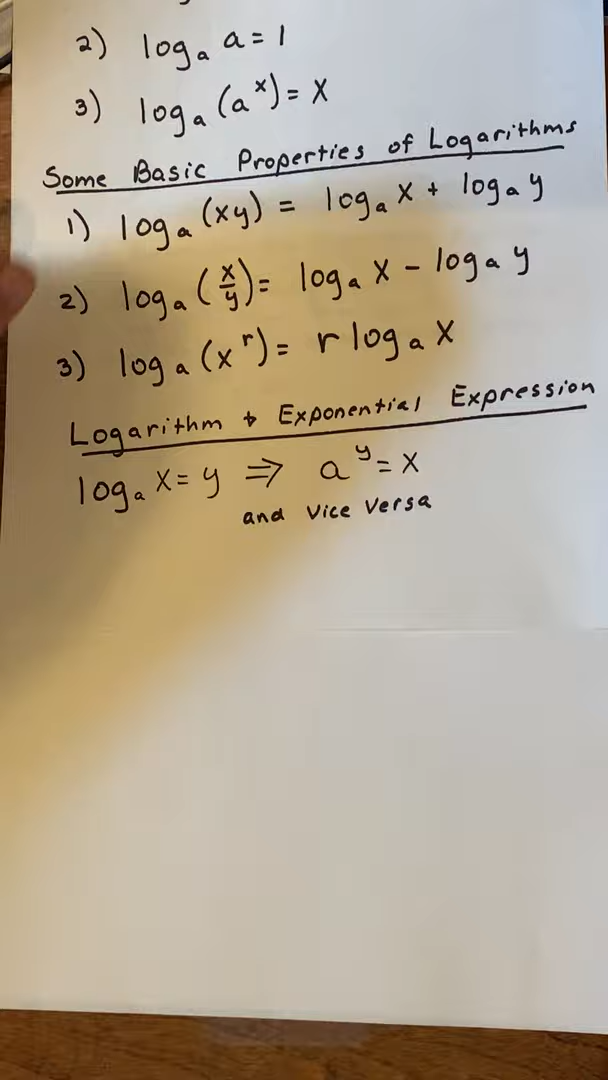 2) logₐ a = 1
3) logₐ (aˣ) = x
Some Basic Properties of Logarithms
1) logₐ (xy) = logₐ x + logₐ y
2) logₐ (x/y) = logₐ x - logₐ y
3) logₐ (xʳ) = r logₐ x
Logarithm + Exponential Expression
logₐ x = y ⇒ aʸ = x
and vice versa